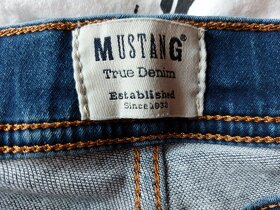 MUSTANG®
True Denim
Established
Since 1932